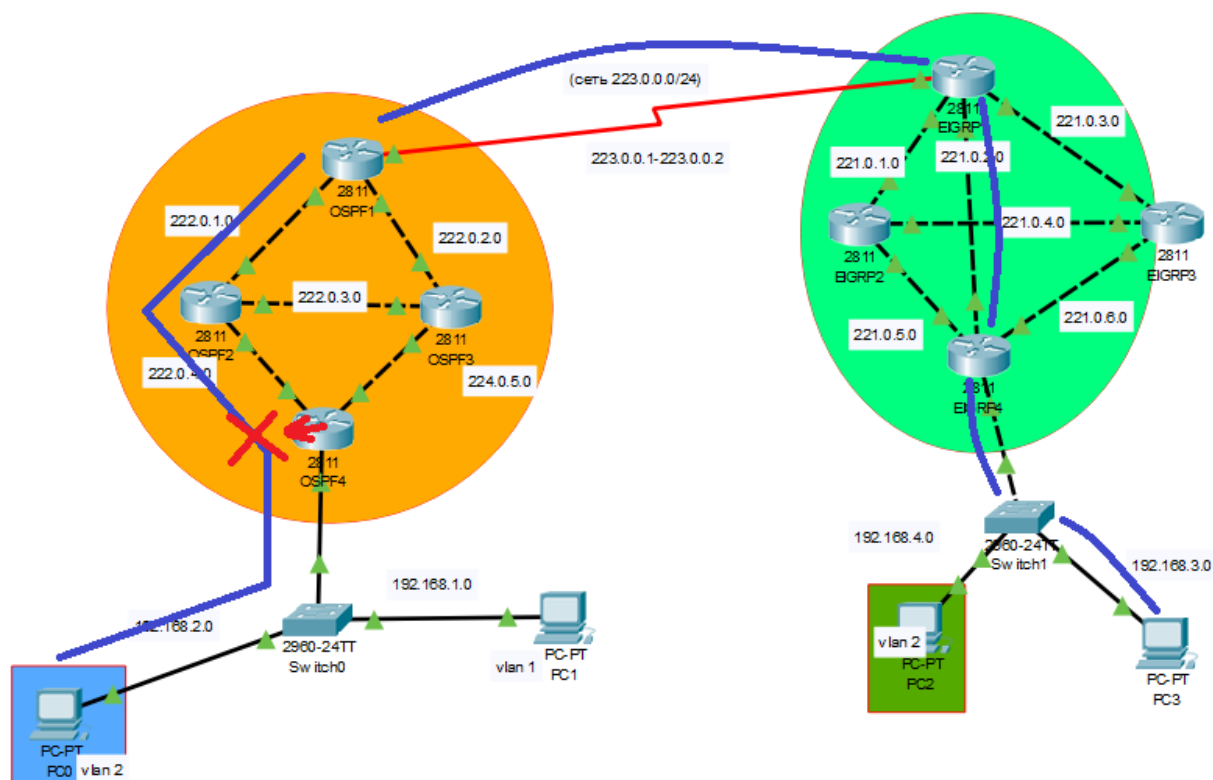 (сеть 223.0.0.0/24)
2811
EIGRP
221.0.3.0
221.0.1.0
221.0.2.0
223.0.0.1-223.0.0.2
2811
OSPF1
222.0.1.0
222.0.2.0
221.0.4.0
2811
EIGRP2
2811
EIGRP3
222.0.3.0
2811
OSPF2
2811
OSPF3
221.0.5.0
221.0.6.0
222.0.4.0
224.0.5.0
2811
EIGRP4
2811
OSPF4
192.168.4.0
2960-24TT
Switch1
192.168.3.0
192.168.1.0
192.168.2.0
2960-24TT
Switch0
vlan 1
PC-PT
PC1
vlan 2
PC-PT
PC2
PC-PT
PC3
PC-PT
PC0
vlan 2